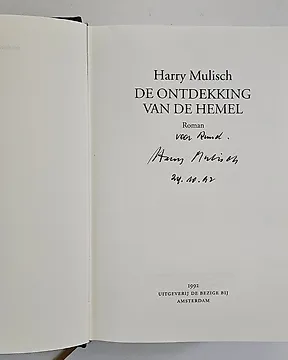 Harry Mulisch
DE ONTDEKKING
VAN DE HEMEL
Roman
voor Ruud.
Harry Mulisch
24.10.92
1992
UITGEVERIJ DE BEZIGE BIJ
AMSTERDAM